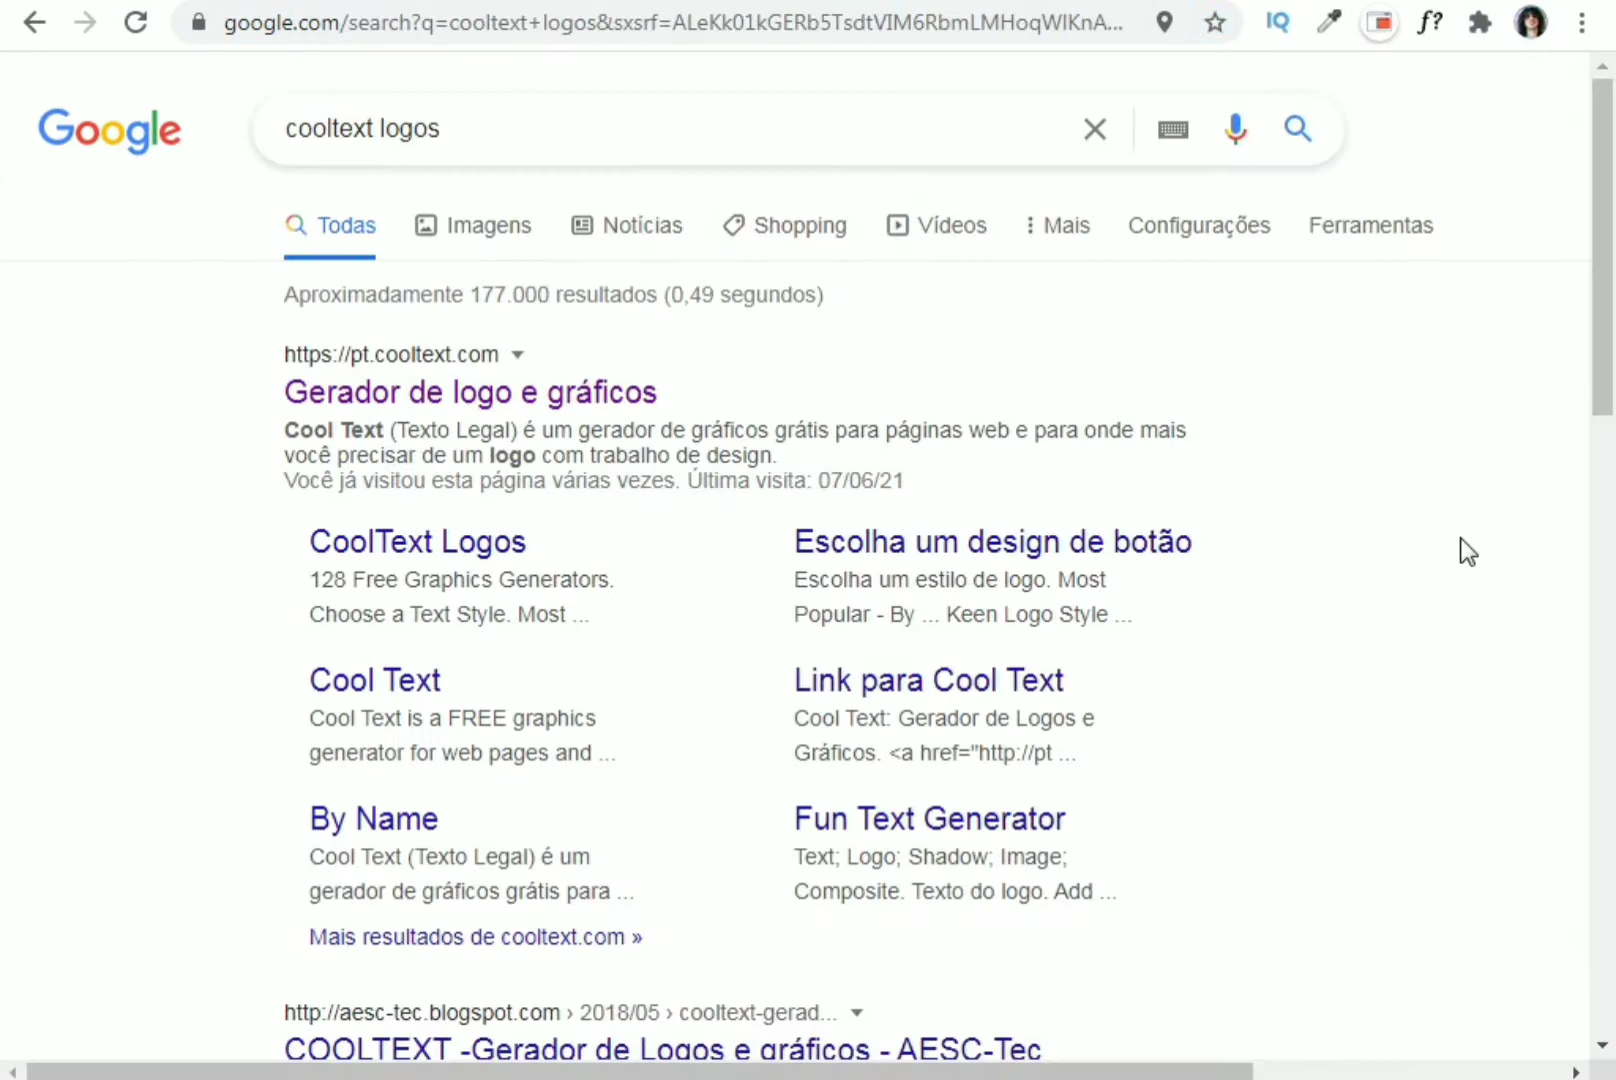 google.com/search?q=cooltext+logos&sxsrf=ALeKk01kGERb5TsdtVIM6RbmLMHoqWIKnA...
IQ
f?
Google
cooltext logos
Todas
Imagens
Notícias
Shopping
Vídeos
Mais
Configurações
Ferramentas
Aproximadamente 177.000 resultados (0,49 segundos)
https://pt.cooltext.com
Gerador de logo e gráficos
Cool Text (Texto Legal) é um gerador de gráficos grátis para páginas web e para onde mais
você precisar de um logo com trabalho de design.
Você já visitou esta página várias vezes. Última visita: 07/06/21
CoolText Logos
128 Free Graphics Generators.
Choose a Text Style. Most ...
Escolha um design de botão
Escolha um estilo de logo. Most
Popular - By ... Keen Logo Style ...
Cool Text
Cool Text is a FREE graphics
generator for web pages and ...
Link para Cool Text
Cool Text: Gerador de Logos e
Gráficos. <a href="http://pt ...
By Name
Cool Text (Texto Legal) é um
gerador de gráficos grátis para ...
Fun Text Generator
Text; Logo; Shadow; Image;
Composite. Texto do logo. Add ...
Mais resultados de cooltext.com »
http://aesc-tec.blogspot.com › 2018/05 › cooltext-gerad...
COOLTEXT -Gerador de Logos e gráficos - AESC-Tec